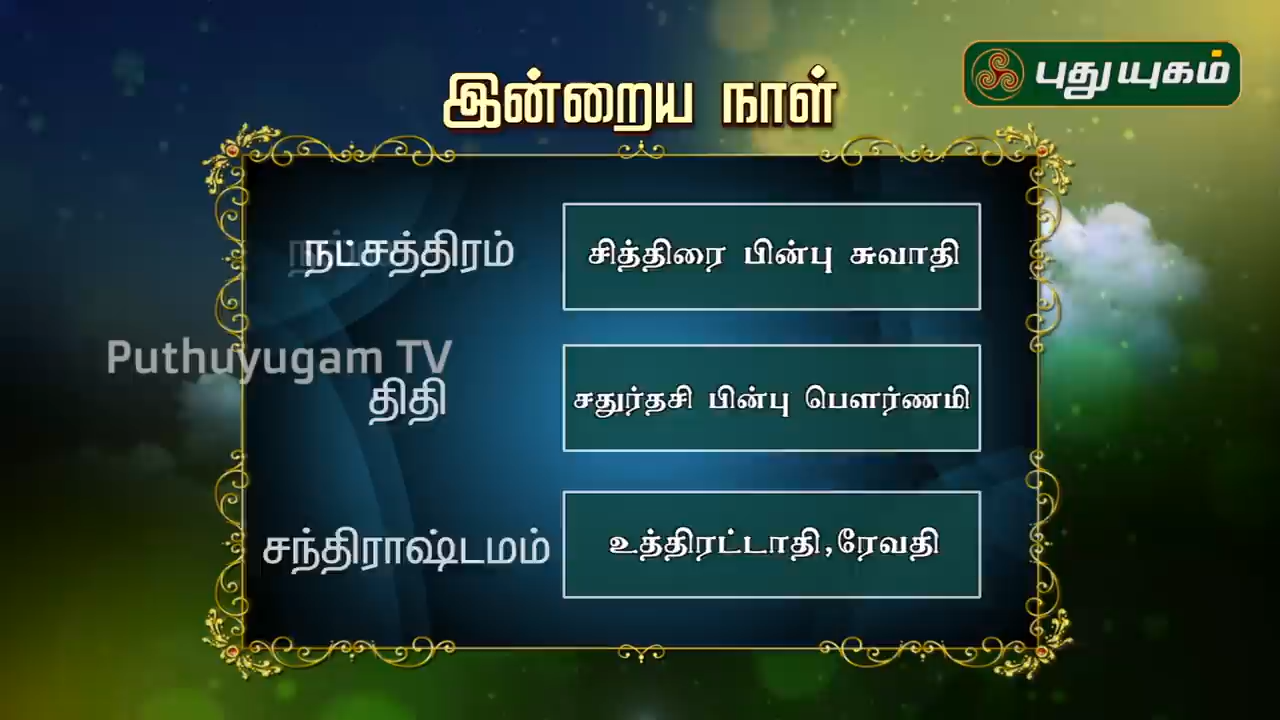 புதுயுகம்
இன்றைய நாள்
நட்சத்திரம்
சித்திரை பின்பு சுவாதி
Puthuyugam TV
திதி
சதுர்தசி பின்பு பௌர்ணமி
சந்திராஷ்டமம்
உத்திரட்டாதி,ரேவதி